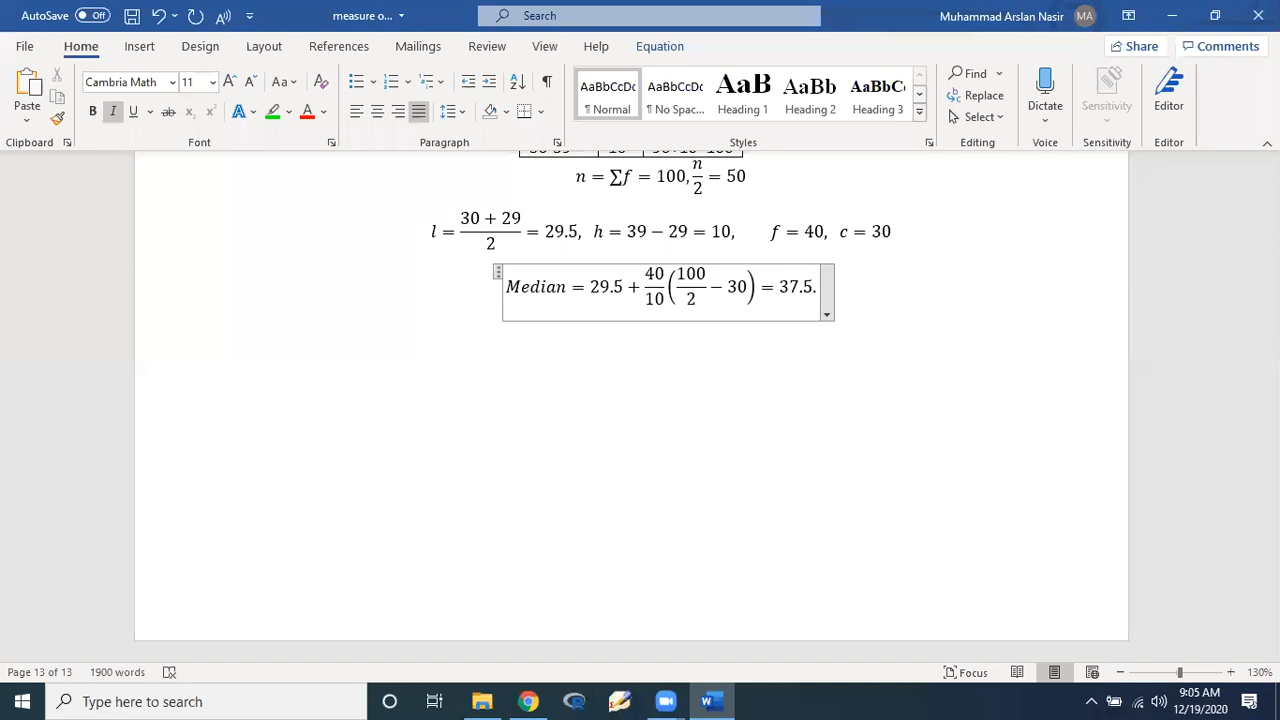 AutoSave Off measure o... Search Muhammad Arslan Nasir MA
File Home Insert Design Layout References Mailings Review View Help Equation Share Comments
Paste Cambria Math 11 Aa AaBbCcDc AaBbCcDc AaB AaBb AaBbC Find Replace Select Dictate Sensitivity Editor
¶ Normal ¶ No Spac... Heading 1 Heading 2 Heading 3
Clipboard Font Paragraph Styles Editing Voice Sensitivity Editor
n = ∑f = 100, n/2 = 50
l = (30 + 29)/2 = 29.5, h = 39 − 29 = 10, f = 40, c = 30
Median = 29.5 + 40/10 (100/2 − 30) = 37.5.
Page 13 of 13 1900 words Focus 130%
Type here to search 9:05 AM
12/19/2020